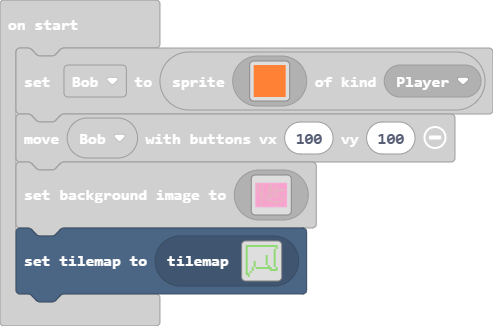 on start
set Bob to sprite of kind Player
move Bob with buttons vx 100 vy 100
set background image to
set tilemap to tilemap